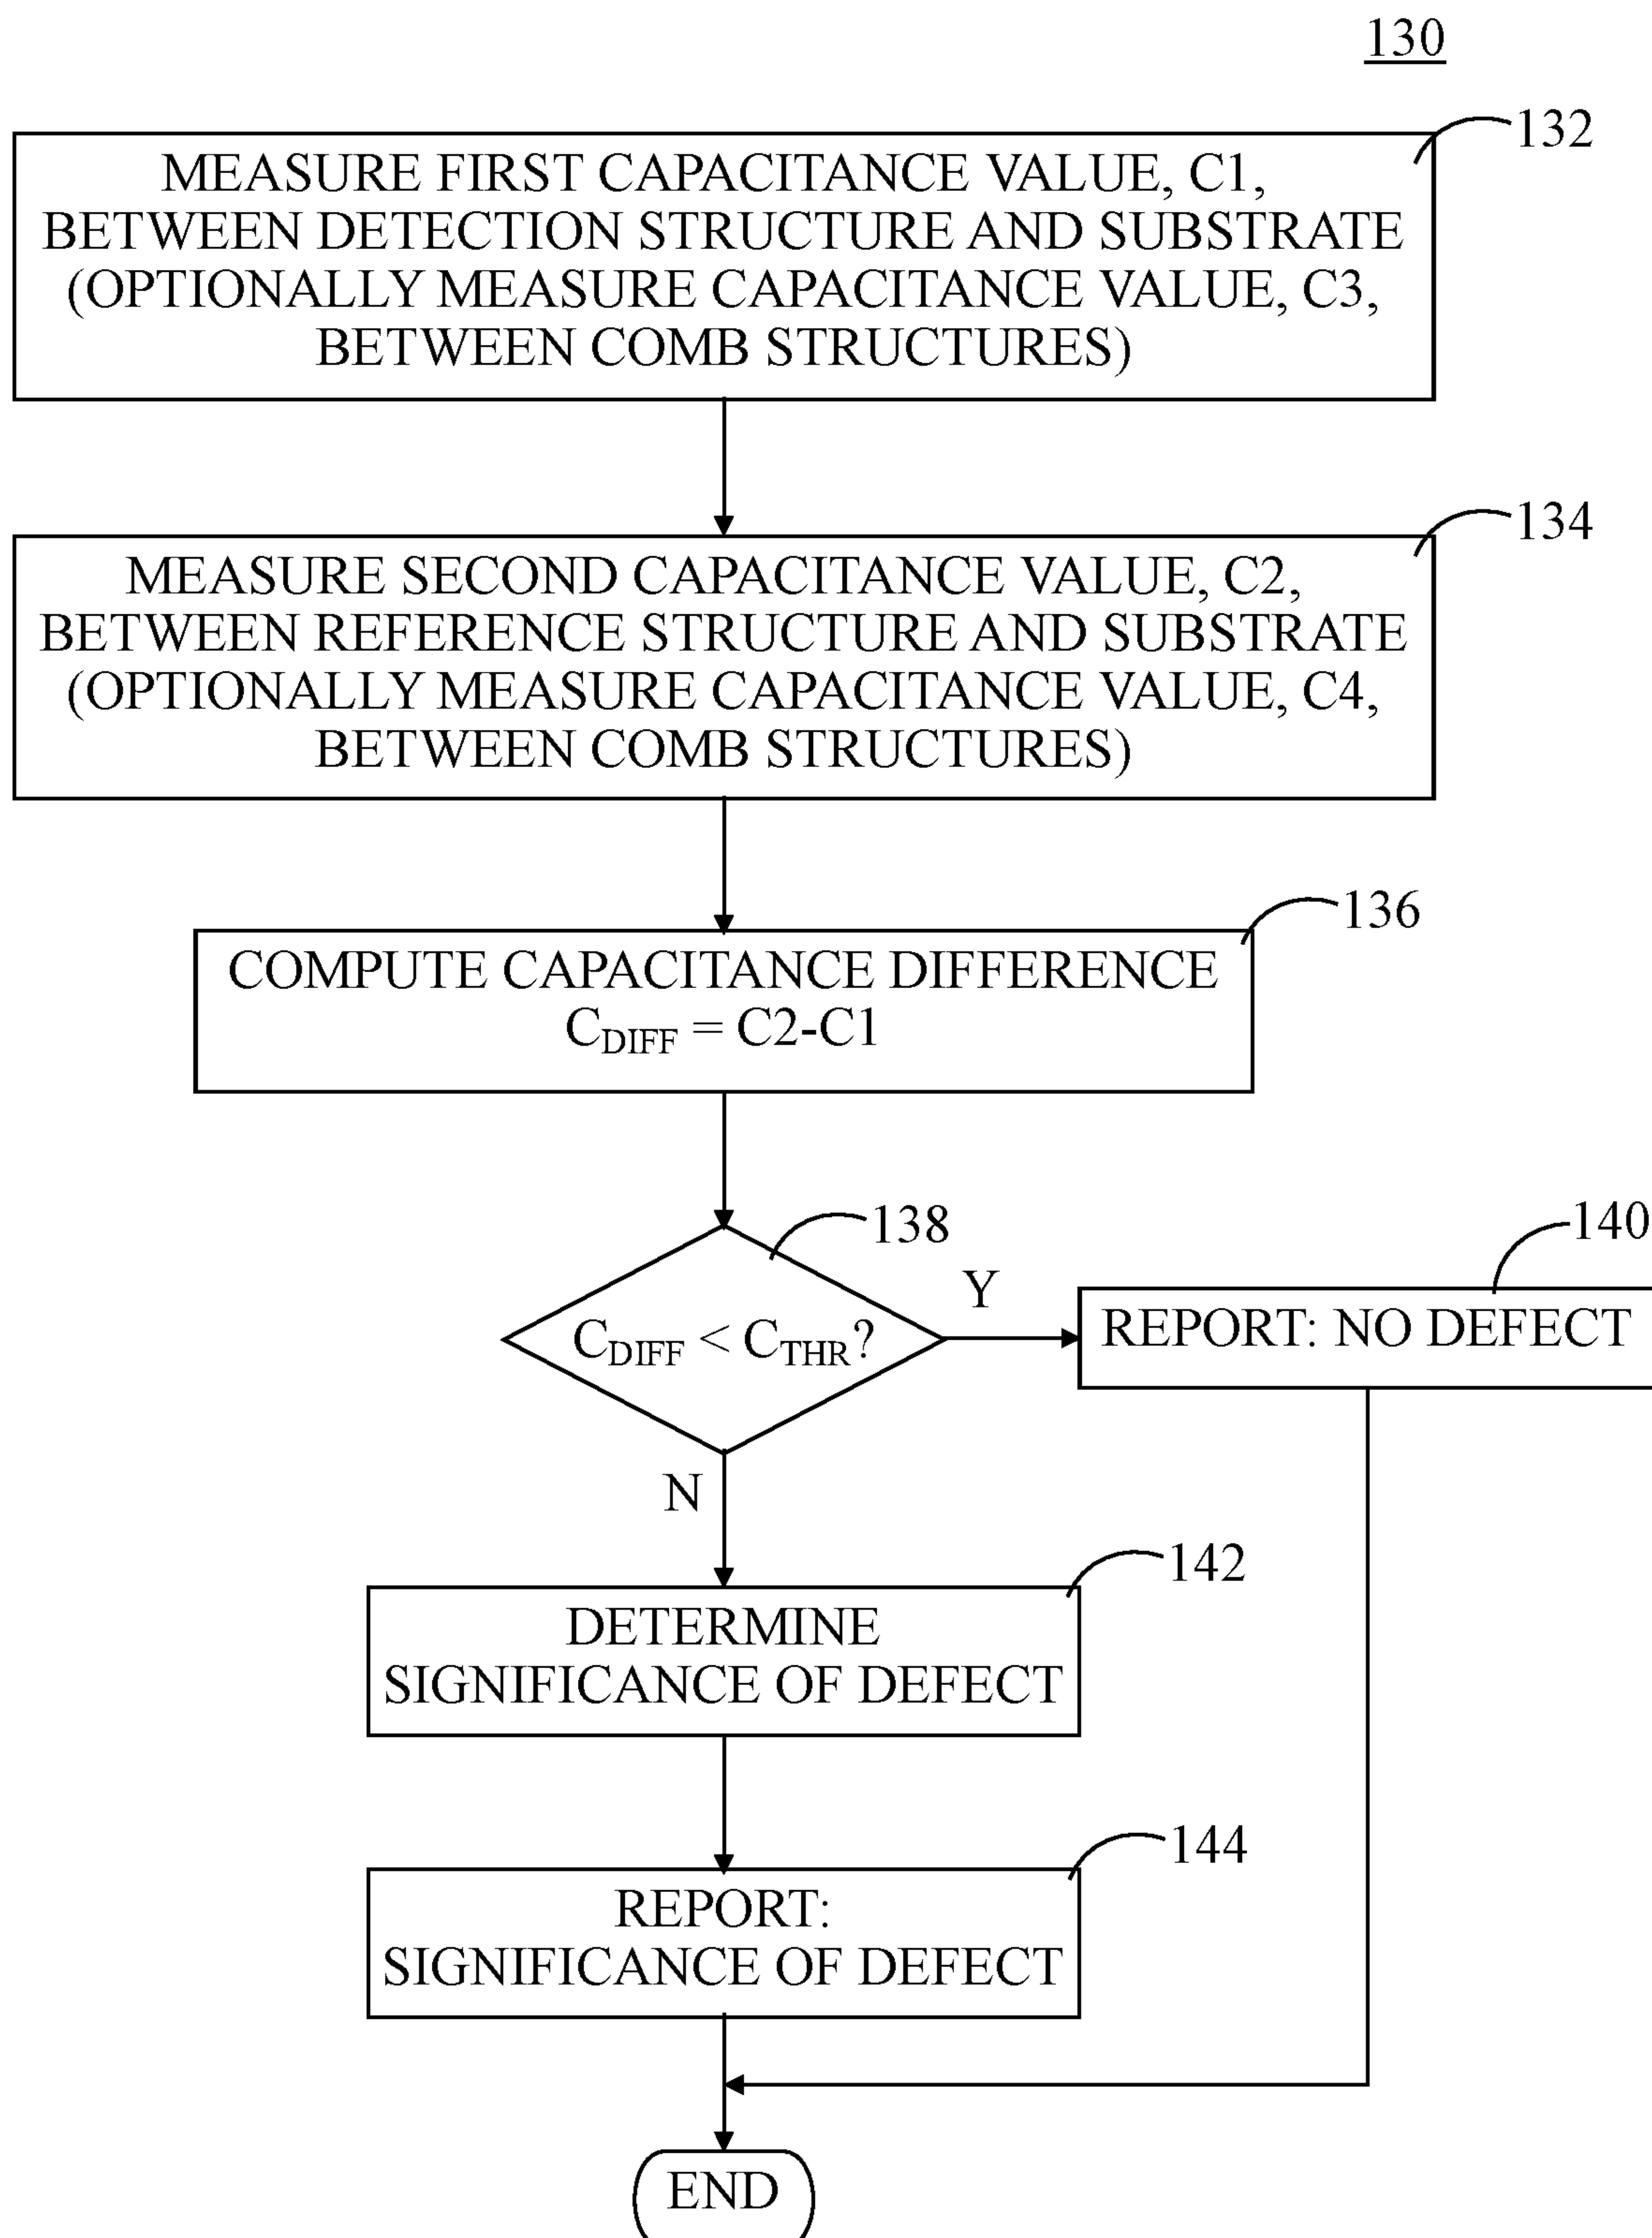 130
132
MEASURE FIRST CAPACITANCE VALUE, C1,
BETWEEN DETECTION STRUCTURE AND SUBSTRATE
(OPTIONALLY MEASURE CAPACITANCE VALUE, C3,
BETWEEN COMB STRUCTURES)
134
MEASURE SECOND CAPACITANCE VALUE, C2,
BETWEEN REFERENCE STRUCTURE AND SUBSTRATE
(OPTIONALLY MEASURE CAPACITANCE VALUE, C4,
BETWEEN COMB STRUCTURES)
136
COMPUTE CAPACITANCE DIFFERENCE
CDIFF = C2-C1
138
CDIFF < CTHR?
Y
140
REPORT: NO DEFECT
N
142
DETERMINE
SIGNIFICANCE OF DEFECT
144
REPORT:
SIGNIFICANCE OF DEFECT
END